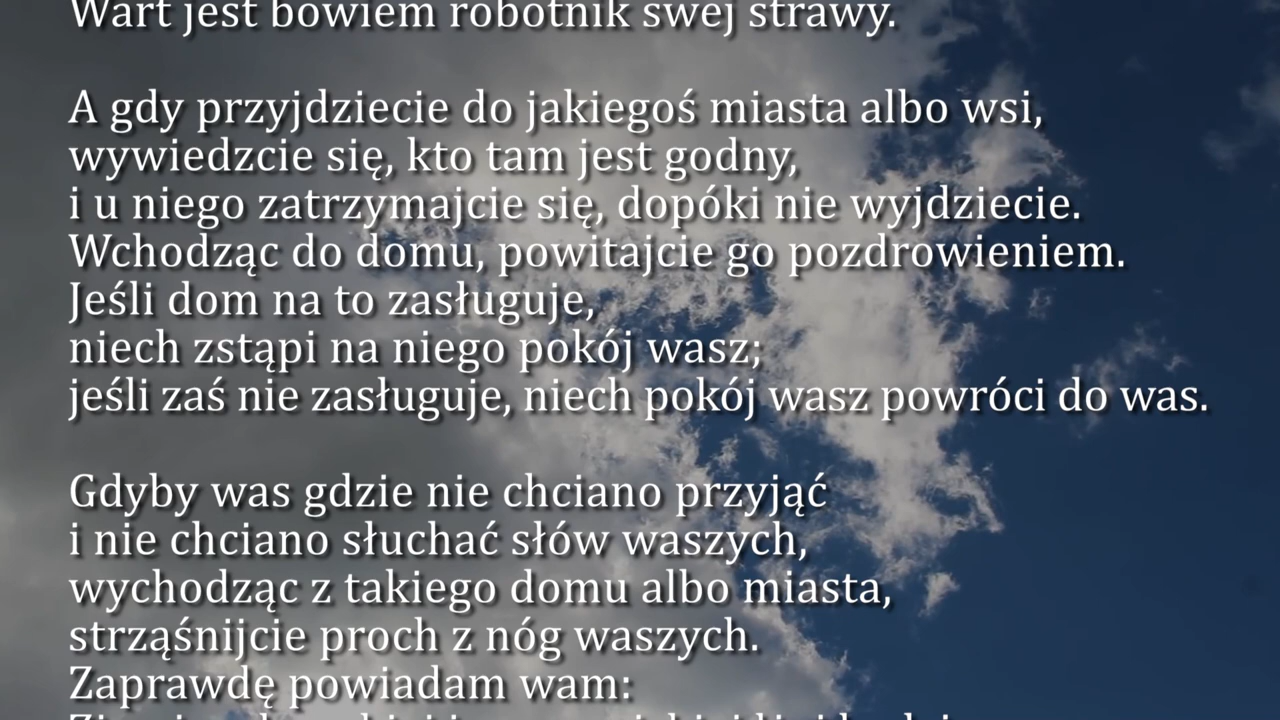 Wart jest bowiem robotnik swej strawy.
A gdy przyjdziecie do jakiegoś miasta albo wsi,
wywiedzcie się, kto tam jest godny,
i u niego zatrzymajcie się, dopóki nie wyjdziecie.
Wchodząc do domu, powitajcie go pozdrowieniem.
Jeśli dom na to zasługuje,
niech zstąpi na niego pokój wasz;
jeśli zaś nie zasługuje, niech pokój wasz powróci do was.
Gdyby was gdzie nie chciano przyjąć
i nie chciano słuchać słów waszych,
wychodząc z takiego domu albo miasta,
strząśnijcie proch z nóg waszych.
Zaprawdę powiadam wam: